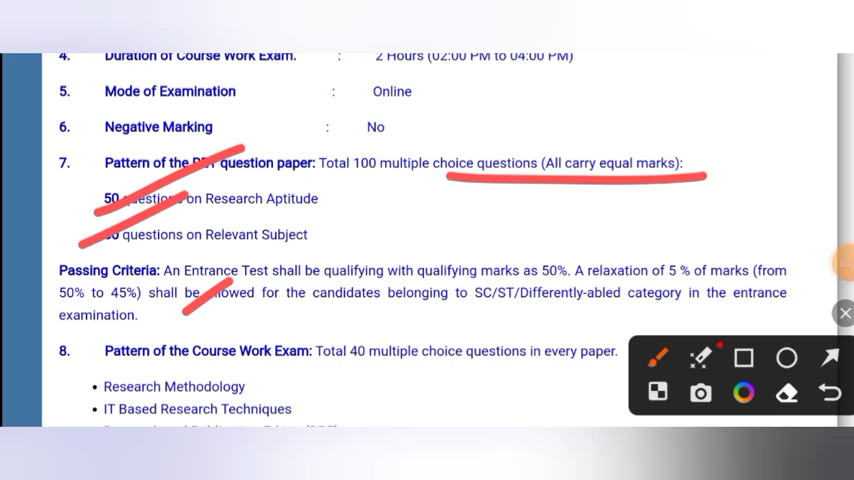 4. Duration of Course Work Exam. : 2 Hours (02:00 PM to 04:00 PM)
5. Mode of Examination : Online
6. Negative Marking : No
7. Pattern of the PET question paper: Total 100 multiple choice questions (All carry equal marks):
50 questions on Research Aptitude
50 questions on Relevant Subject
Passing Criteria: An Entrance Test shall be qualifying with qualifying marks as 50%. A relaxation of 5 % of marks (from
50% to 45%) shall be allowed for the candidates belonging to SC/ST/Differently-abled category in the entrance
examination.
8. Pattern of the Course Work Exam: Total 40 multiple choice questions in every paper.
• Research Methodology
• IT Based Research Techniques